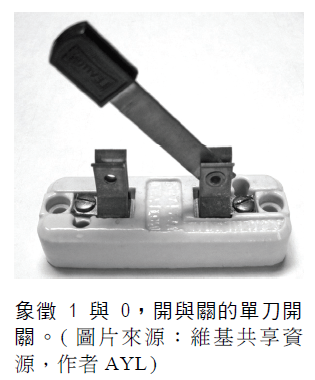 象徵 1 與 0，開與關的單刀開
關。( 圖片來源：維基共享資
源，作者 AYL )